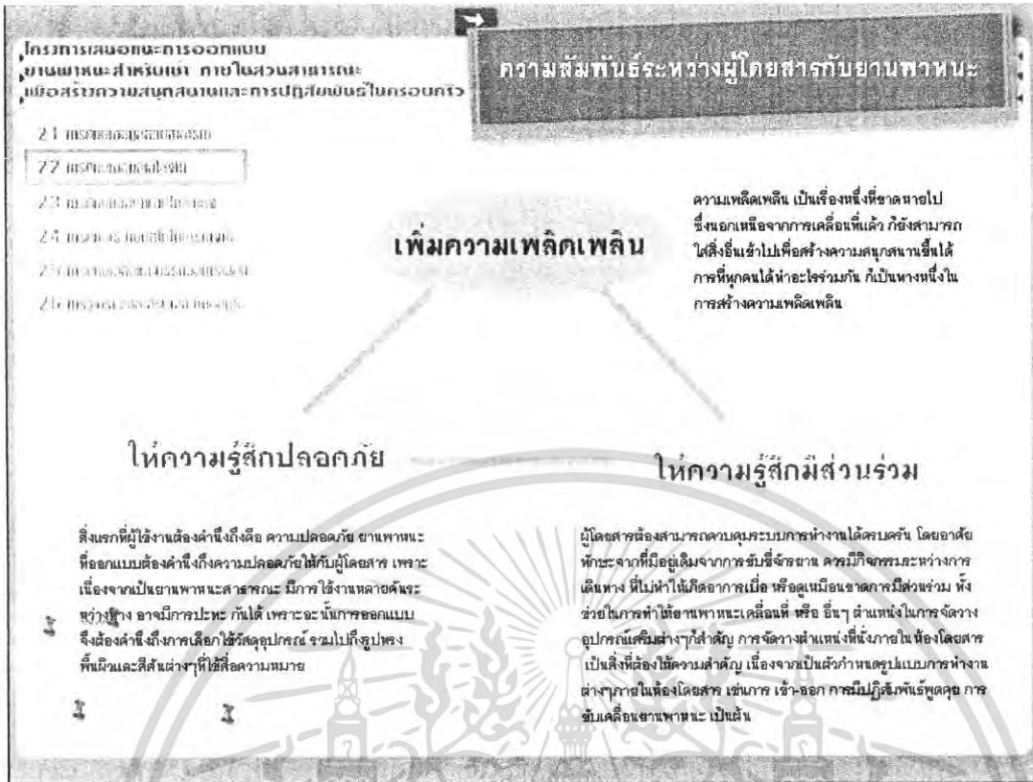 โครงการเสนอแนะการออกแบบ
ยานพาหนะสำหรับเช่า ภายในสวนสาธารณะ
เพื่อสร้างความสนุกสนานและการปฏิสัมพันธ์ในครอบครัว
ความสัมพันธ์ระหว่างผู้โดยสารกับยานพาหนะ
2.1
2.2
2.3
2.4
2.5
2.6
เพิ่มความเพลิดเพลิน
ความเพลิดเพลิน เป็นเรื่องหนึ่งที่ขาดหายไป
ซึ่งนอกเหนือจากการเคลื่อนที่แล้ว ก็ยังสามารถ
ใส่สิ่งอื่นเข้าไปเพื่อสร้างความสนุกสนานขึ้นได้
การที่ทุกคนได้ทำอะไรร่วมกัน ก็เป็นทางหนึ่งใน
การสร้างความเพลิดเพลิน
ให้ความรู้สึกปลอดภัย
สิ่งแรกที่ผู้ใช้งานต้องคำนึงถึงคือ ความปลอดภัย ยานพาหนะ
ที่ออกแบบต้องคำนึงถึงความปลอดภัยให้กับผู้โดยสาร เพราะ
เนื่องจากเป็นยานพาหนะสาธารณะ มีการใช้งานหลายคันระ
หว่างทาง อาจมีการปะทะ กันได้ เพราะฉะนั้นการออกแบบ
จึงต้องคำนึงถึงการเลือกใช้วัสดุอุปกรณ์ รวมไปถึงรูปทรง
พื้นผิวและสีสันต่างๆที่ใช้สื่อความหมาย
ให้ความรู้สึกมีส่วนร่วม
ผู้โดยสารต้องสามารถควบคุมระบบการทำงานได้ครบครัน โดยอาศัย
ทักษะจากที่มีอยู่เดิมจากการขับขี่จักรยาน ควรมีกิจกรรมระหว่างการ
เดินทาง ที่ไม่ทำให้เกิดอาการเบื่อ หรือดูเหมือนขาดการมีส่วนร่วม ทั้ง
ช่วยในการทำให้ยานพาหนะเคลื่อนที่ หรือ อื่นๆ ตำแหน่งในการจัดวาง
อุปกรณ์เสริมต่างๆก็สำคัญ การจัดวางตำแหน่งที่นั่งภายในห้องโดยสาร
เป็นสิ่งที่ต้องให้ความสำคัญ เนื่องจากเป็นตัวกำหนดรูปแบบการทำงาน
ต่างๆภายในห้องโดยสาร เช่นการ เข้า-ออก การมีปฏิสัมพันธ์พูดคุย การ
ขับเคลื่อนยานพาหนะ เป็นต้น